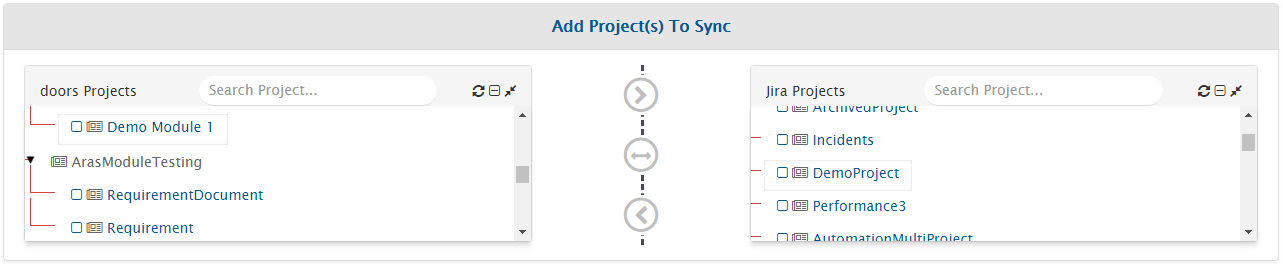 Add Project(s) To Sync
doors Projects
Search Project...
Demo Module 1
ArasModuleTesting
RequirementDocument
Requirement
Jira Projects
Search Project...
ArchivedProject
Incidents
DemoProject
Performance3
AutomationMultiProject